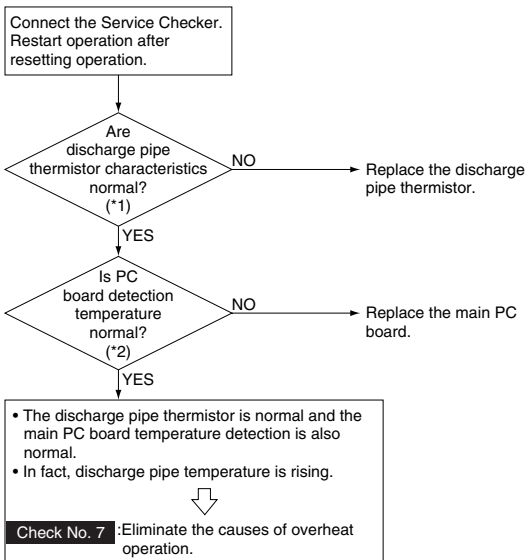 Connect the Service Checker.
Restart operation after
resetting operation.
Are
discharge pipe
thermistor characteristics
normal?
(*1)
NO
Replace the discharge
pipe thermistor.
YES
Is PC
board detection
temperature
normal?
(*2)
NO
Replace the main PC
board.
YES
• The discharge pipe thermistor is normal and the
main PC board temperature detection is also
normal.
• In fact, discharge pipe temperature is rising.
Check No. 7 :Eliminate the causes of overheat
operation.